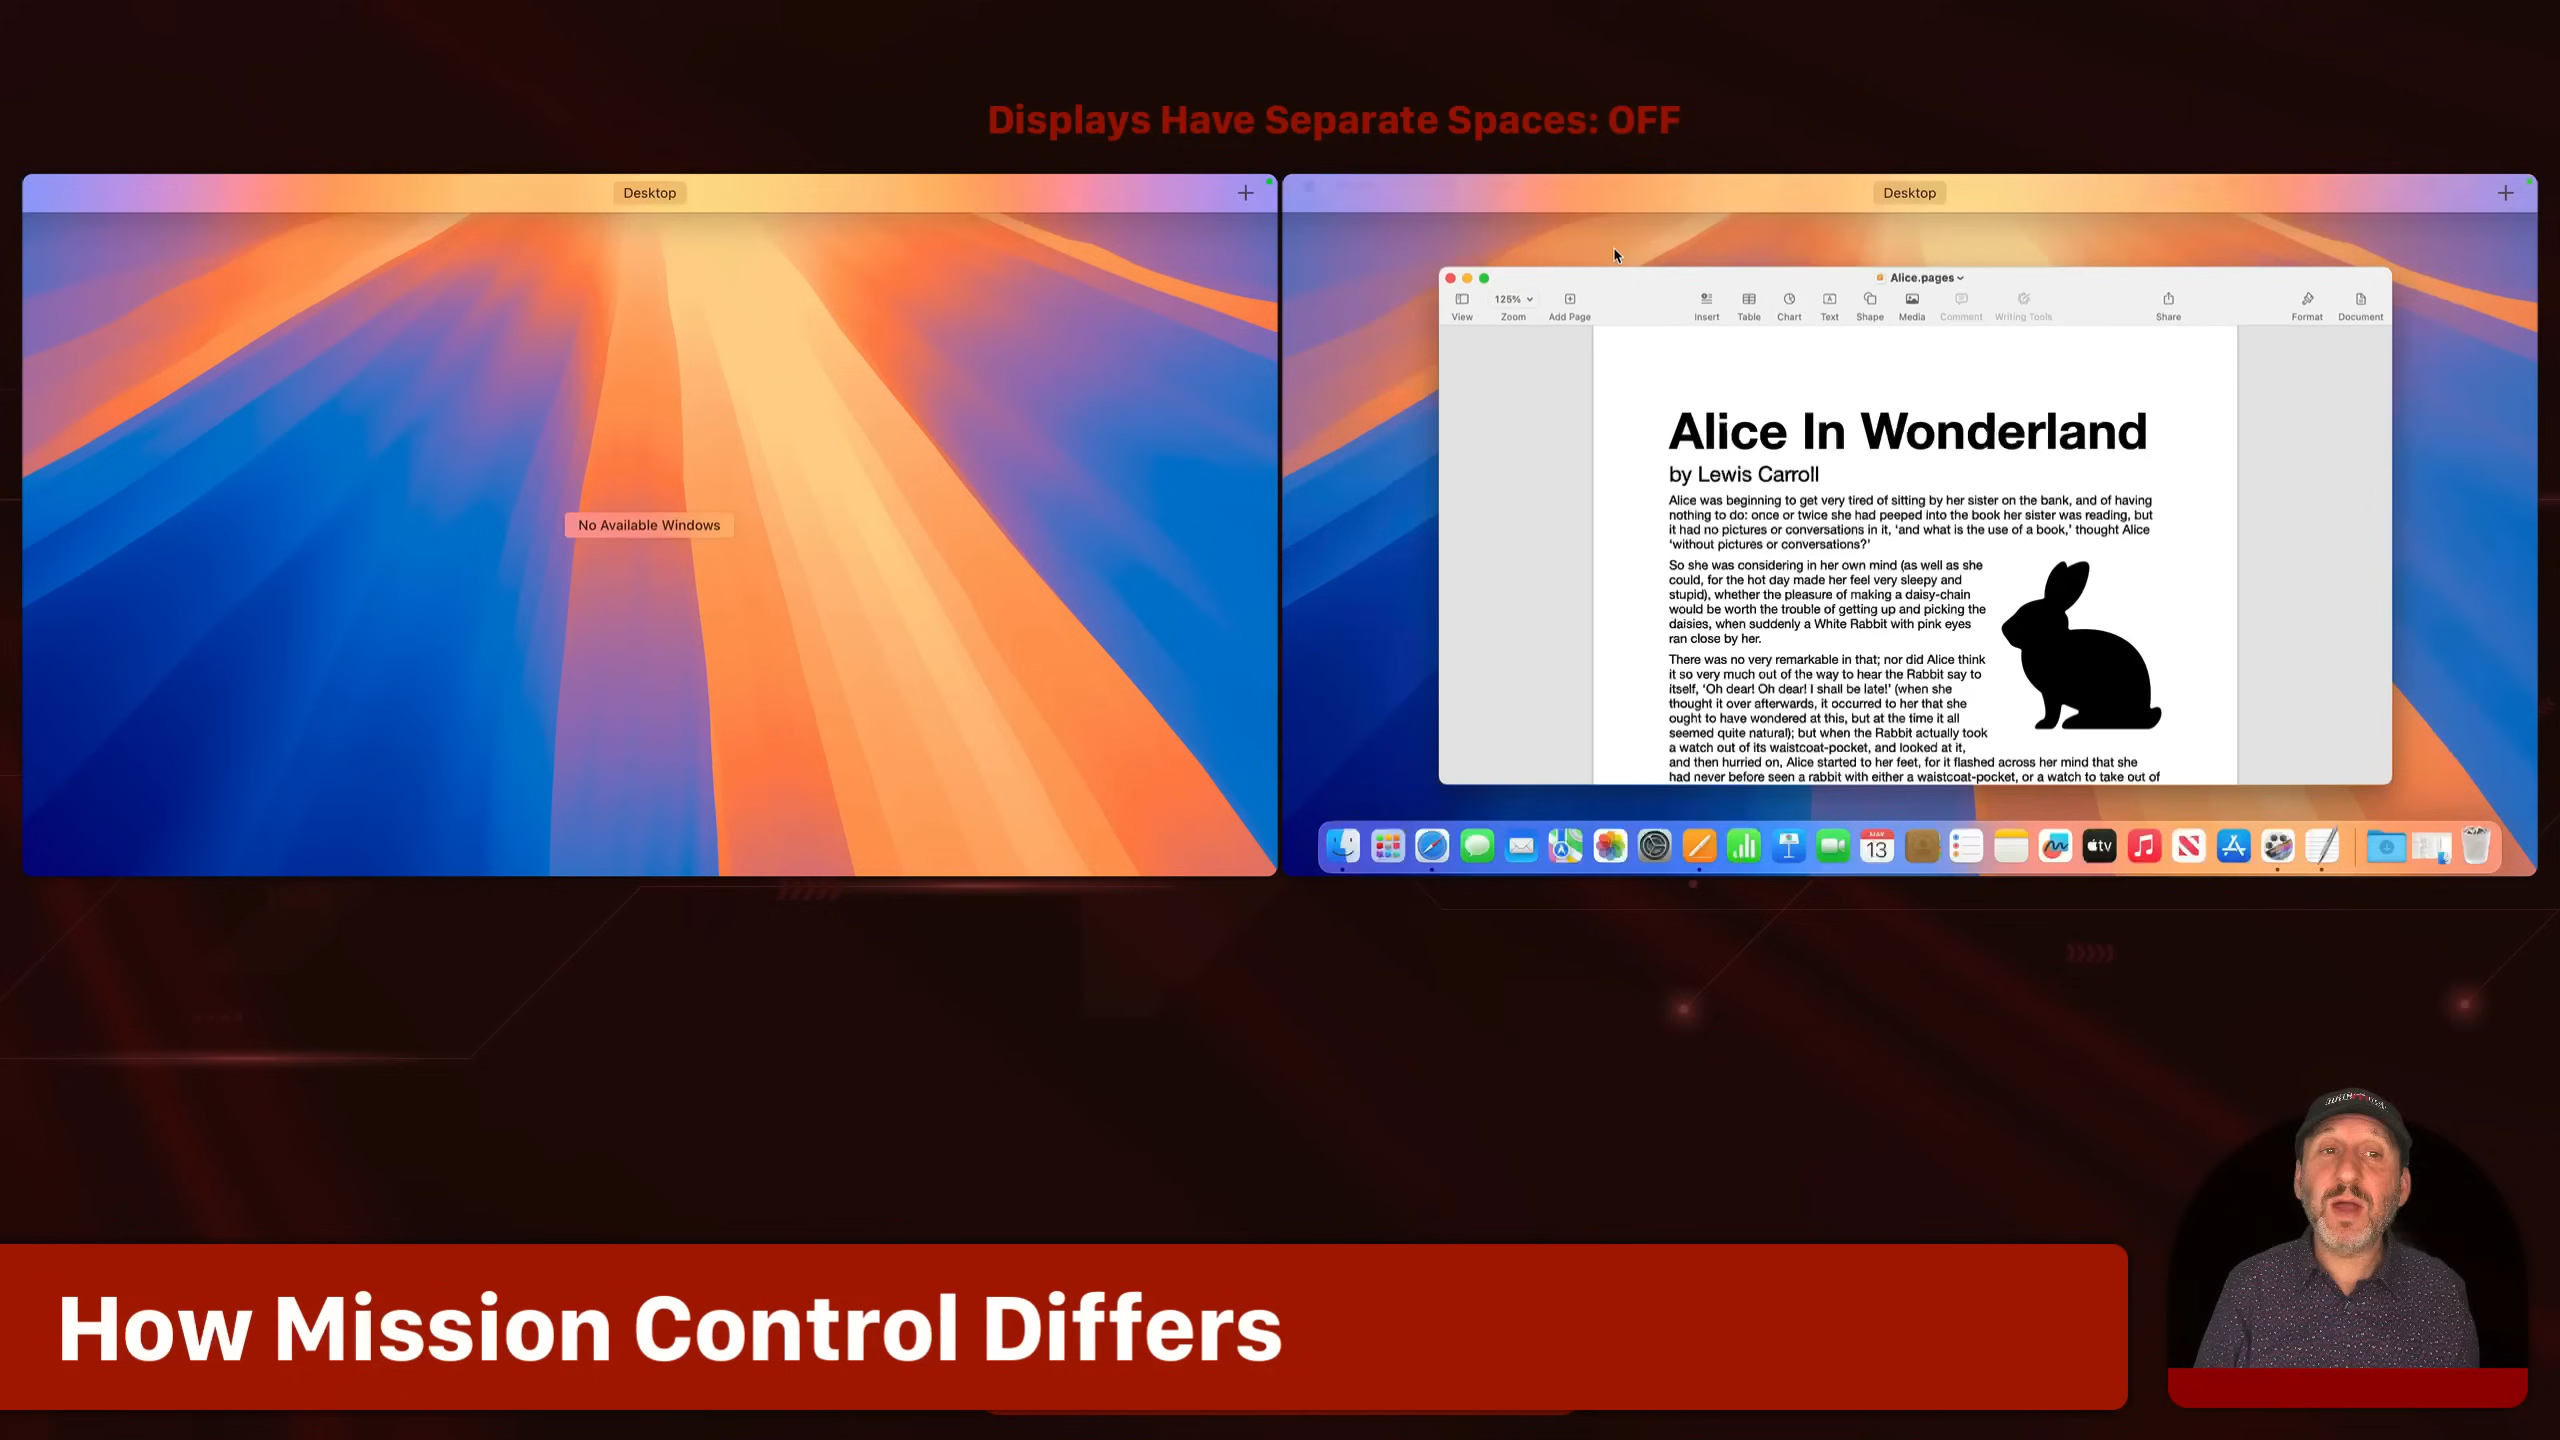 Displays Have Separate Spaces: OFF
Desktop
Desktop
No Available Windows
Alice.pages
125%
View
Zoom
Add Page
Insert
Table
Chart
Text
Shape
Media
Comment
Writing Tools
Share
Format
Document
Alice In Wonderland
by Lewis Carroll
Alice was beginning to get very tired of sitting by her sister on the bank, and of having
nothing to do: once or twice she had peeped into the book her sister was reading, but
it had no pictures or conversations in it, ‘and what is the use of a book,’ thought Alice
‘without pictures or conversations?’
So she was considering in her own mind (as well as she
could, for the hot day made her feel very sleepy and
stupid), whether the pleasure of making a daisy-chain
would be worth the trouble of getting up and picking the
daisies, when suddenly a White Rabbit with pink eyes
ran close by her.
There was no very remarkable in that; nor did Alice think
it so very much out of the way to hear the Rabbit say to
itself, ‘Oh dear! Oh dear! I shall be late!’ (when she
thought it over afterwards, it occurred to her that she
ought to have wondered at this, but at the time it all
seemed quite natural); but when the Rabbit actually took
a watch out of its waistcoat-pocket, and looked at it,
and then hurried on, Alice started to her feet, for it flashed across her mind that she
had never before seen a rabbit with either a waistcoat-pocket, or a watch to take out of
MAY
13
tv
How Mission Control Differs